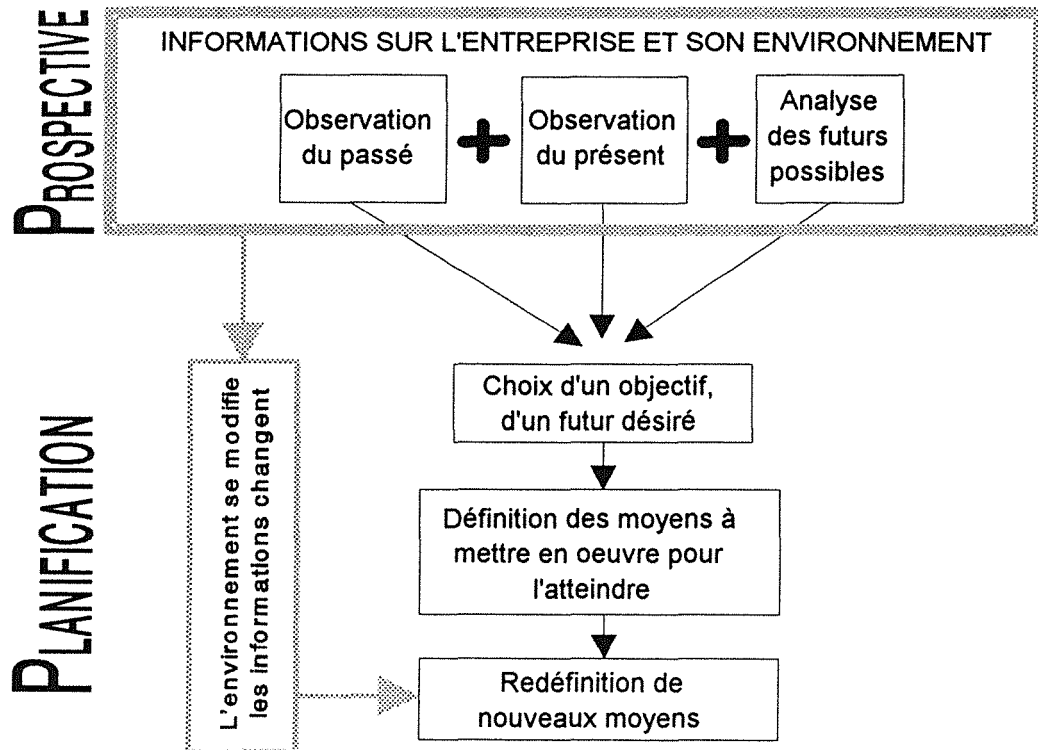 PROSPECTIVE
INFORMATIONS SUR L'ENTREPRISE ET SON ENVIRONNEMENT
Observation
du passé
+
Observation
du présent
+
Analyse
des futurs
possibles
PLANIFICATION
L'environnement se modifie
les informations changent
Choix d'un objectif,
d'un futur désiré
Définition des moyens à
mettre en oeuvre pour
l'atteindre
Redéfinition de
nouveaux moyens